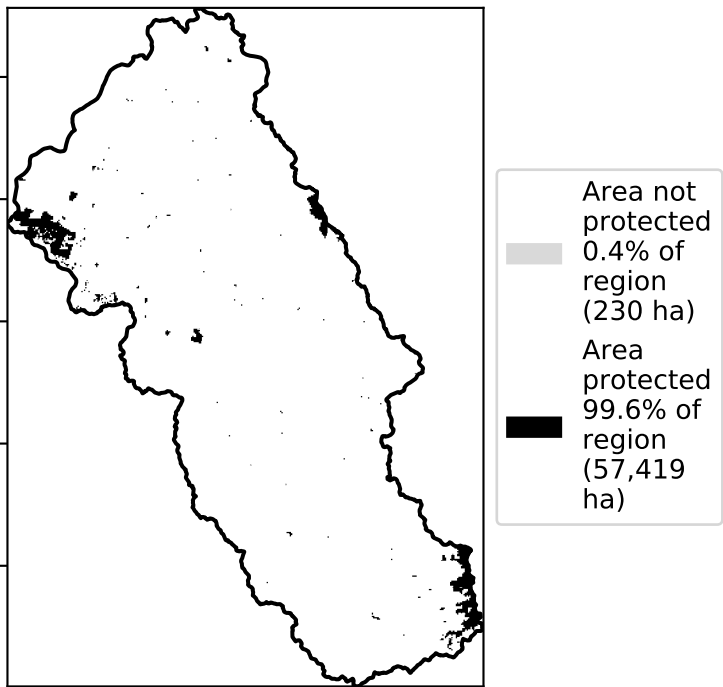 Area not
protected
0.4% of
region
(230 ha)
Area
protected
99.6% of
region
(57,419
ha)